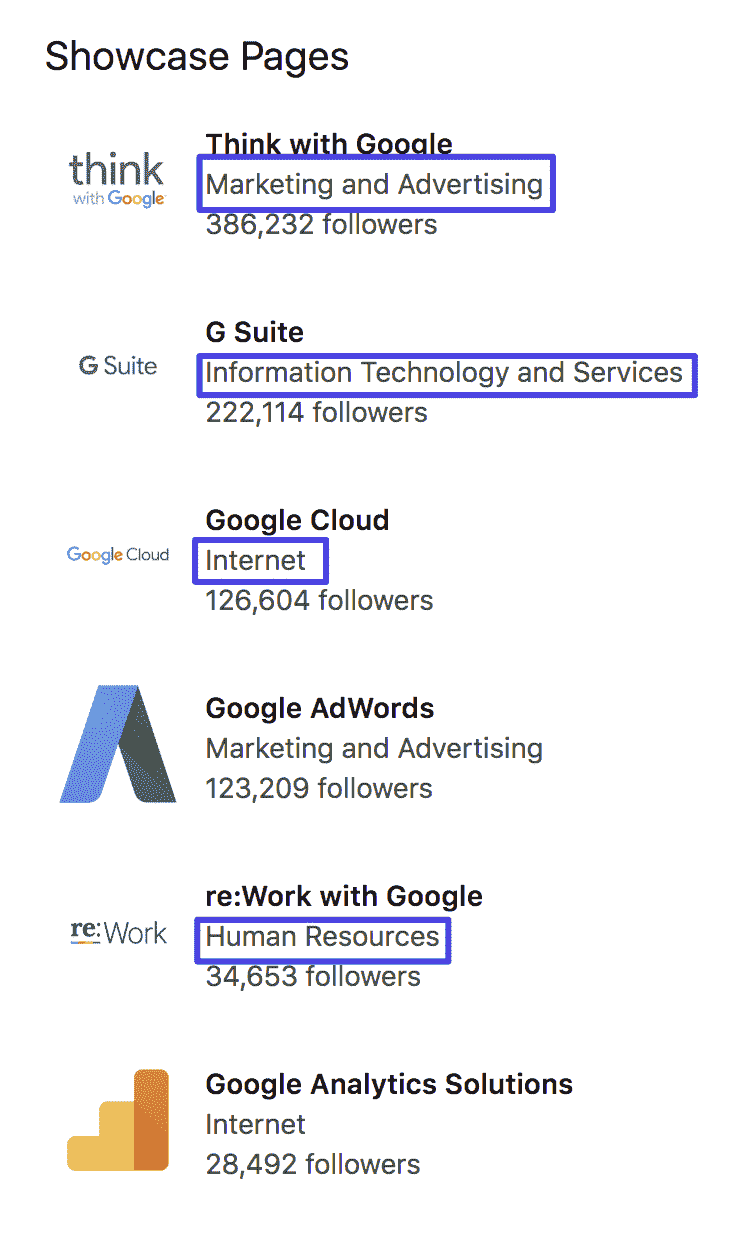 Showcase Pages
think
with Google
Think with Google
Marketing and Advertising
386,232 followers
G Suite
G Suite
Information Technology and Services
222,114 followers
Google Cloud
Google Cloud
Internet
126,604 followers
Google AdWords
Marketing and Advertising
123,209 followers
re:Work
re:Work with Google
Human Resources
34,653 followers
Google Analytics Solutions
Internet
28,492 followers